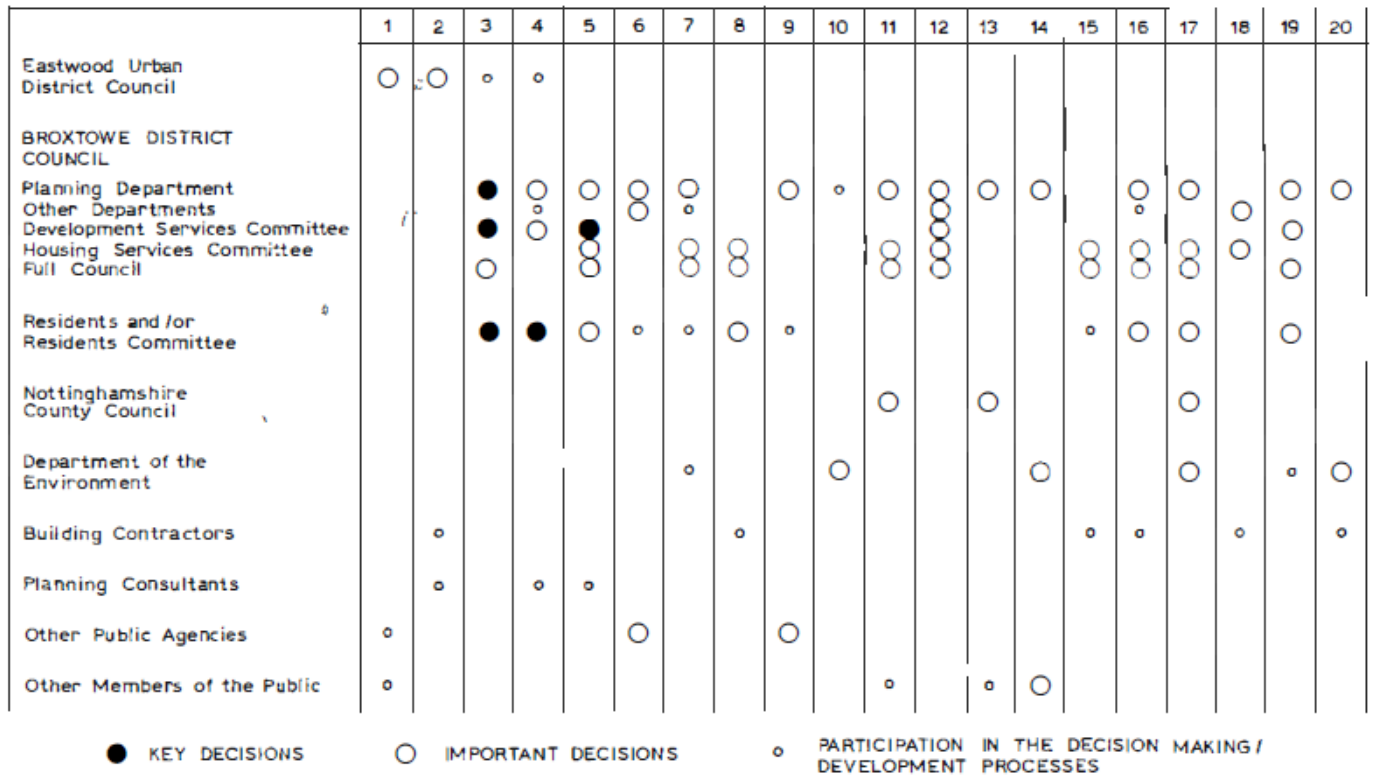 1 2 3 4 5 6 7 8 9 10 11 12 13 14 15 16 17 18 19 20
Eastwood Urban
District Council
BROXTOWE DISTRICT
COUNCIL
Planning Department
Other Departments
Development Services Committee
Housing Services Committee
Full Council
Residents and/or
Residents Committee
Nottinghamshire
County Council
Department of the
Environment
Building Contractors
Planning Consultants
Other Public Agencies
Other Members of the Public
KEY DECISIONS
IMPORTANT DECISIONS
PARTICIPATION IN THE DECISION MAKING/
DEVELOPMENT PROCESSES